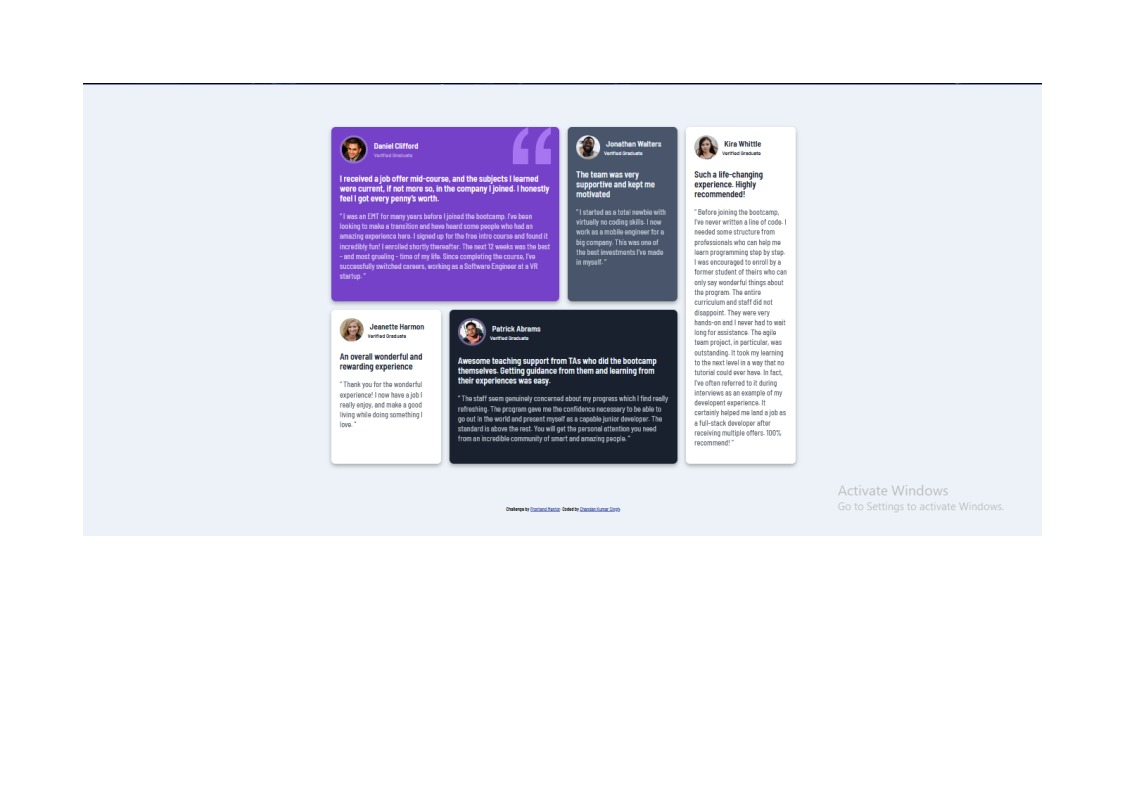 Daniel Clifford
Verified Graduate
I received a job offer mid-course, and the subjects I learned
were current, if not more so, in the company I joined. I honestly
feel I got every penny's worth.
" I was an EMT for many years before I joined the bootcamp. I've been
looking to make a transition and have heard some people who had an
amazing experience here. I signed up for the free intro course and found it
incredibly fun! I enrolled shortly thereafter. The next 12 weeks was the best
- and most grueling - time of my life. Since completing the course, I've
successfully switched careers, working as a Software Engineer at a VR
startup. "
Jonathan Walters
Verified Graduate
The team was very
supportive and kept me
motivated
" I started as a total newbie with
virtually no coding skills. I now
work as a mobile engineer for a
big company. This was one of
the best investments I've made
in myself. "
Kira Whittle
Verified Graduate
Such a life-changing
experience. Highly
recommended!
" Before joining the bootcamp,
I've never written a line of code. I
needed some structure from
professionals who can help me
learn programming step by step.
I was encouraged to enroll by a
former student of theirs who can
only say wonderful things about
the program. The entire
curriculum and staff did not
disappoint. They were very
hands-on and I never had to wait
long for assistance. The agile
team project, in particular, was
outstanding. It took my learning
to the next level in a way that no
tutorial could ever have. In fact,
I've often referred to it during
interviews as an example of my
developent experience. It
certainly helped me land a job as
a full-stack developer after
receiving multiple offers. 100%
recommend! "
Jeanette Harmon
Verified Graduate
An overall wonderful and
rewarding experience
" Thank you for the wonderful
experience! I now have a job I
really enjoy, and make a good
living while doing something I
love. "
Patrick Abrams
Verified Graduate
Awesome teaching support from TAs who did the bootcamp
themselves. Getting guidance from them and learning from
their experiences was easy.
" The staff seem genuinely concerned about my progress which I find really
refreshing. The program gave me the confidence necessary to be able to
go out in the world and present myself as a capable junior developer. The
standard is above the rest. You will get the personal attention you need
from an incredible community of smart and amazing people. "
Activate Windows
Go to Settings to activate Windows.
Challenge by Frontend Mentor. Coded by Chandan Kumar Singh